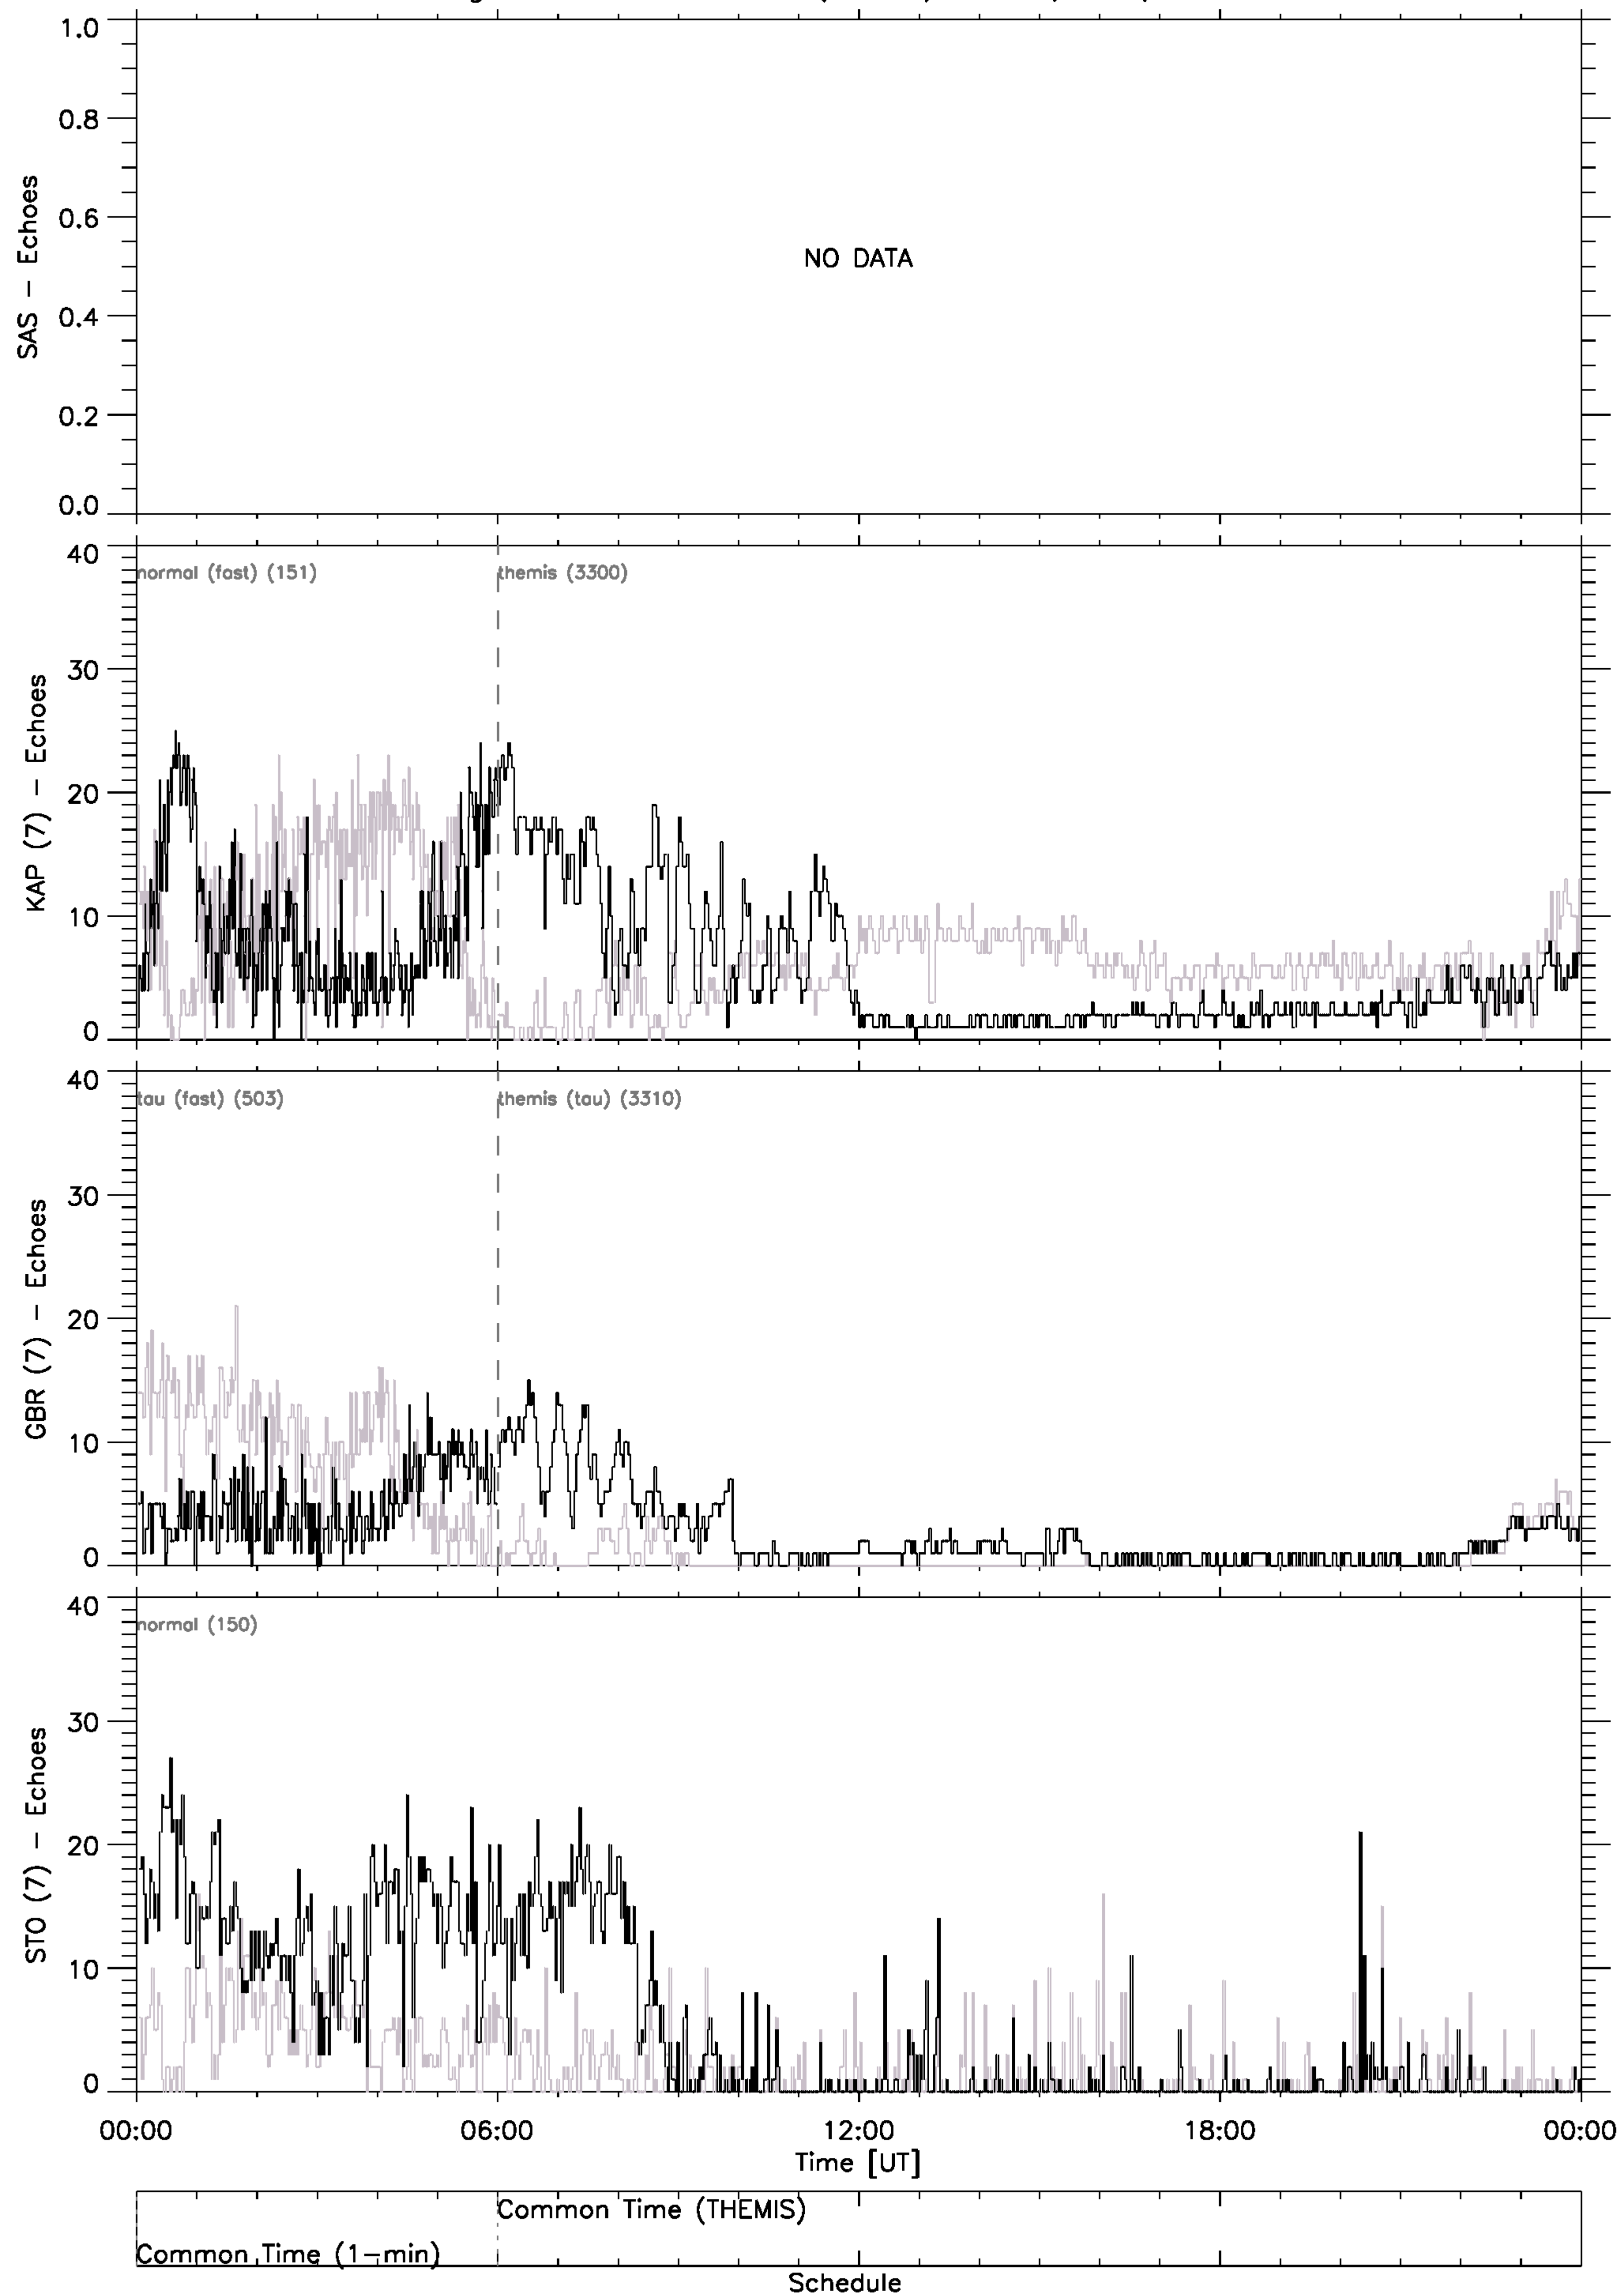 1.0
0.8
0.6
0.4
0.2
0.0
SAS – Echoes
NO DATA
40
30
20
10
0
KAP (7) – Echoes
normal (fast) (151)
themis (3300)
40
30
20
10
0
GBR (7) – Echoes
tau (fast) (503)
themis (tau) (3310)
40
30
20
10
0
STO (7) – Echoes
normal (150)
00:00 06:00 12:00 18:00 00:00
Time [UT]
Common Time (THEMIS)
Common Time (1–min)
Schedule